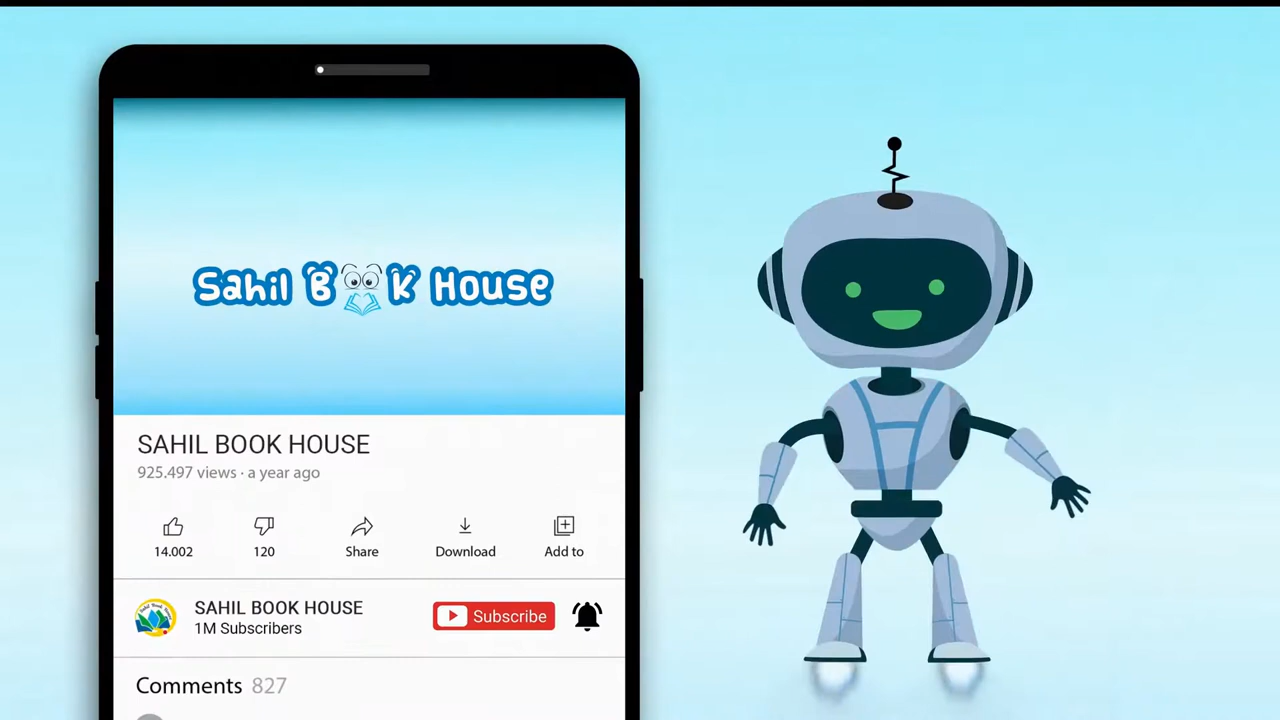 Sahil Book House
SAHIL BOOK HOUSE
925.497 views · a year ago
14.002
120
Share
Download
Add to
SAHIL BOOK HOUSE
1M Subscribers
Subscribe
Comments 827